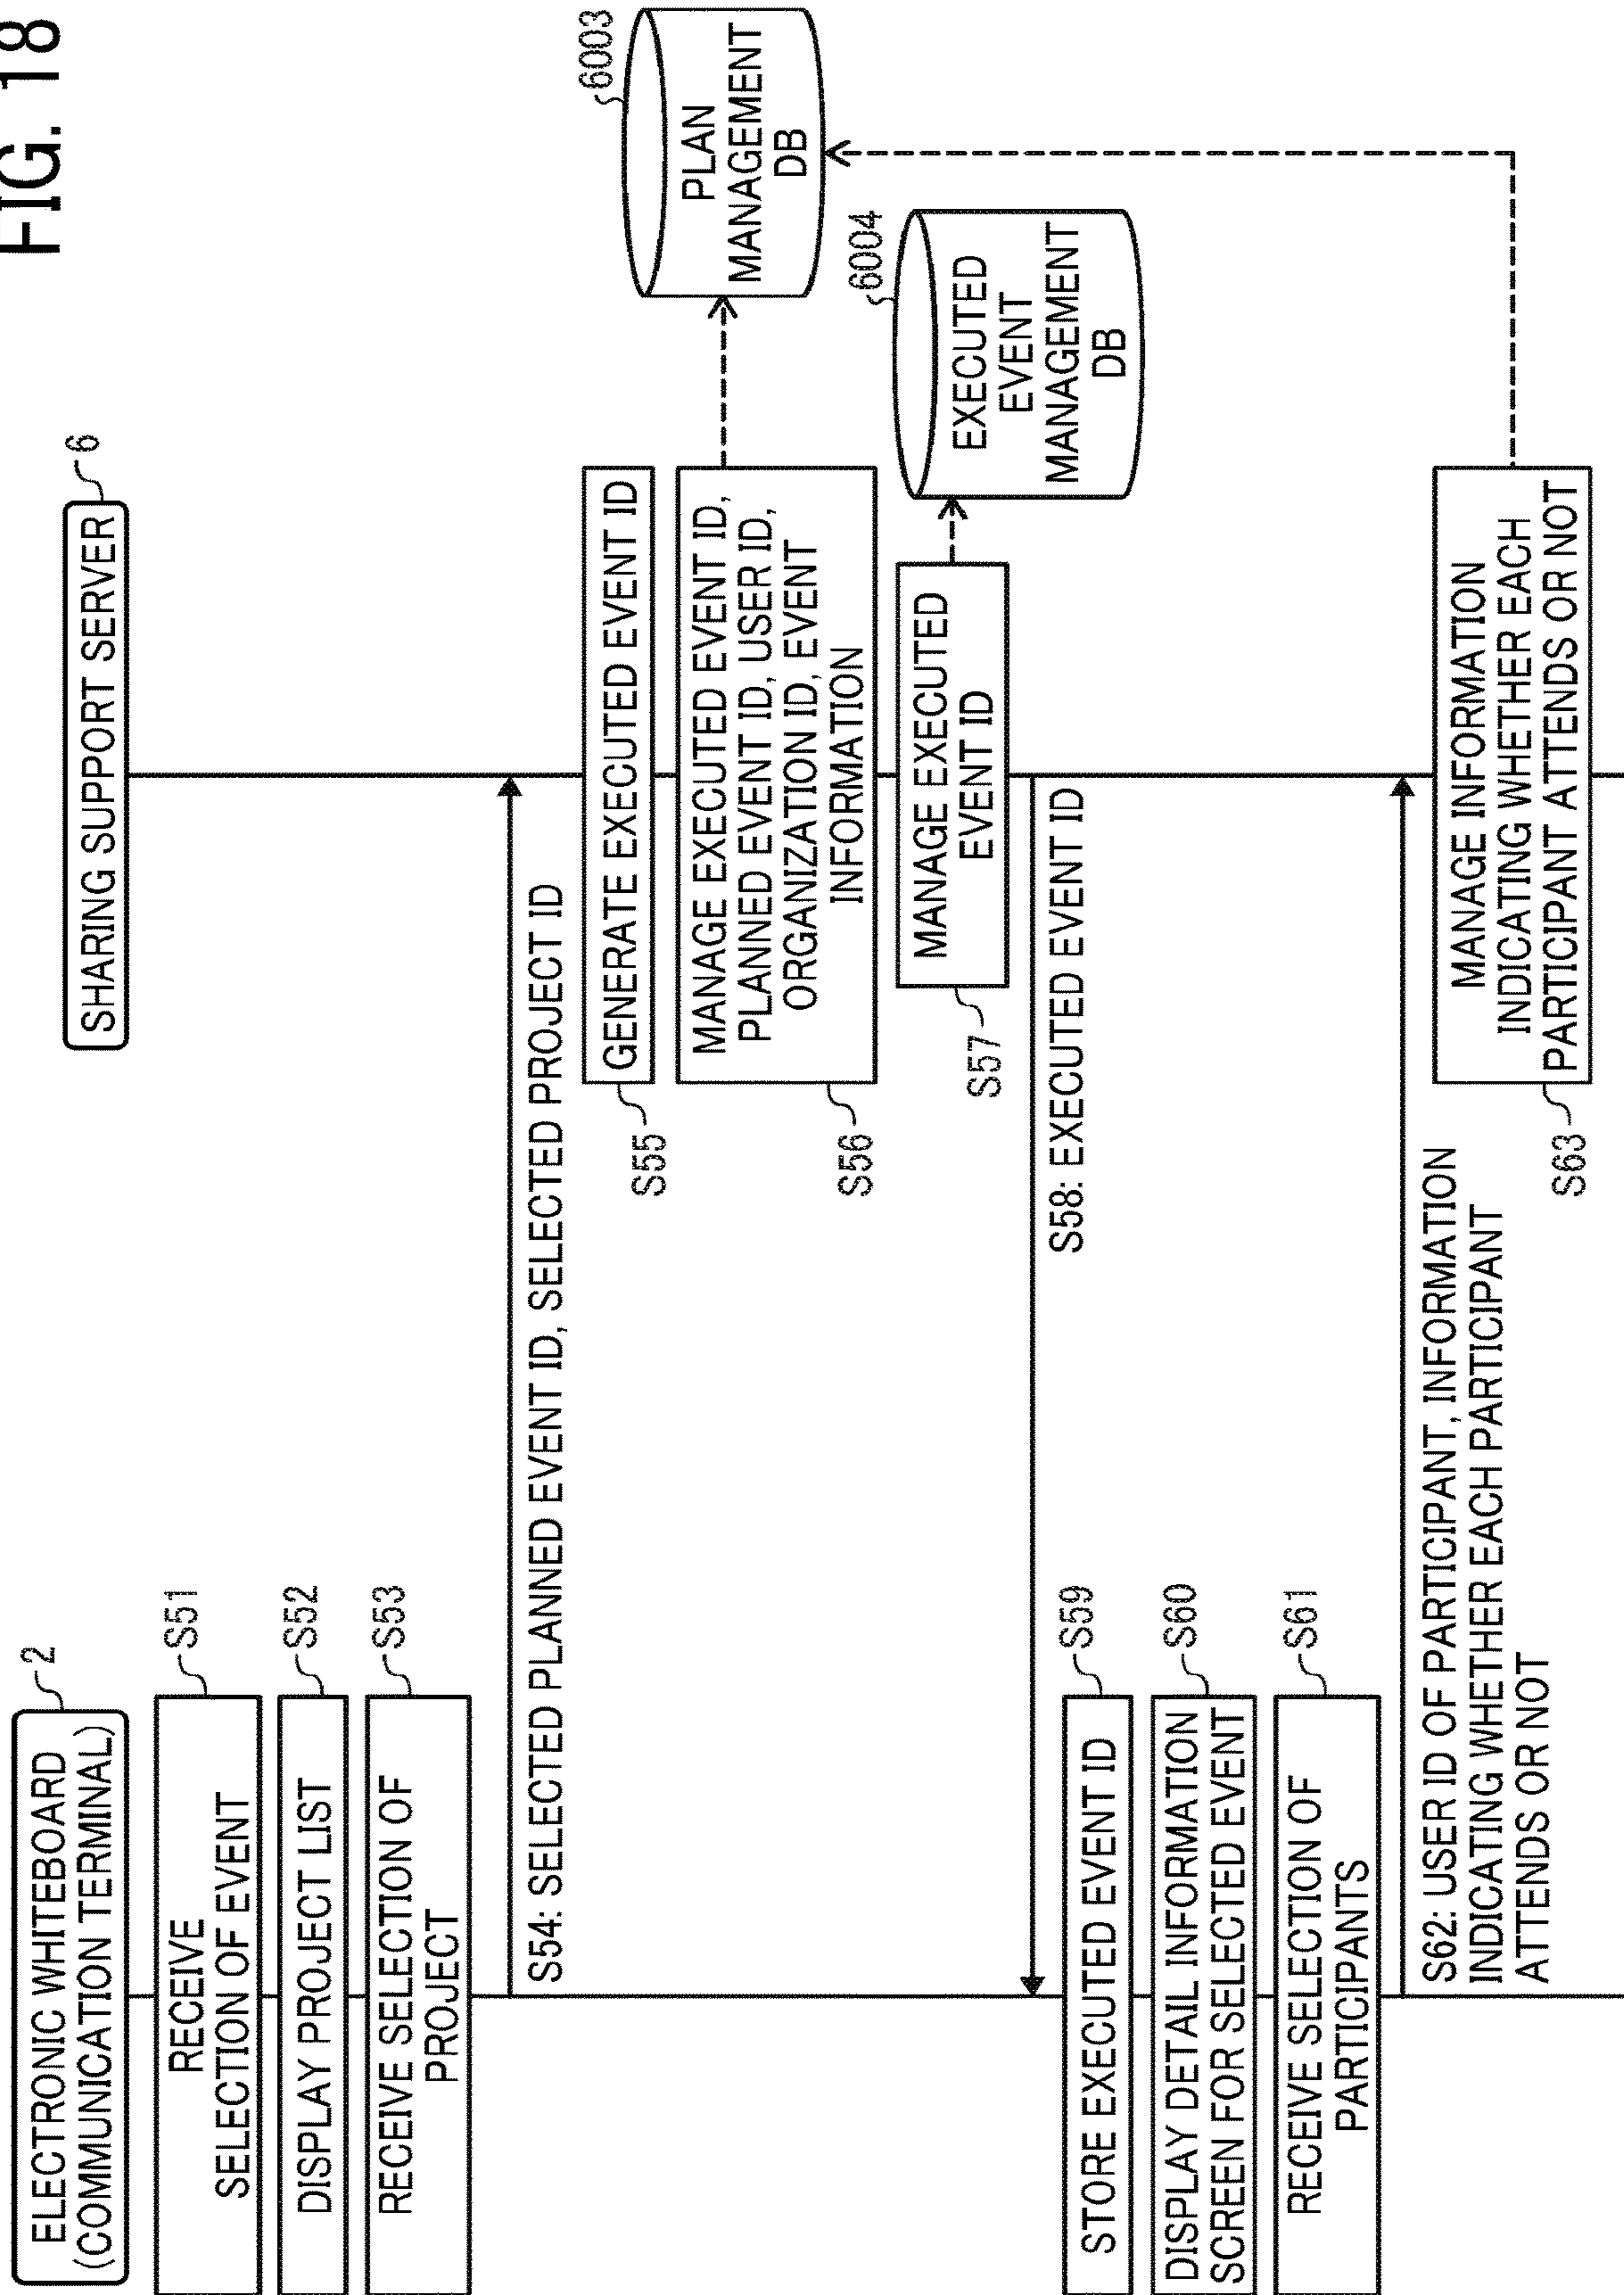 FIG. 18
ELECTRONIC WHITEBOARD
(COMMUNICATION TERMINAL)
2
SHARING SUPPORT SERVER
6
RECEIVE
SELECTION OF EVENT
S51
DISPLAY PROJECT LIST
S52
RECEIVE SELECTION OF
PROJECT
S53
S54: SELECTED PLANNED EVENT ID, SELECTED PROJECT ID
GENERATE EXECUTED EVENT ID
S55
MANAGE EXECUTED EVENT ID,
PLANNED EVENT ID, USER ID,
ORGANIZATION ID, EVENT
INFORMATION
S56
PLAN
MANAGEMENT
DB
6003
MANAGE EXECUTED
EVENT ID
S57
EXECUTED
EVENT
MANAGEMENT
DB
6004
S58: EXECUTED EVENT ID
STORE EXECUTED EVENT ID
S59
DISPLAY DETAIL INFORMATION
SCREEN FOR SELECTED EVENT
S60
RECEIVE SELECTION OF
PARTICIPANTS
S61
S62: USER ID OF PARTICIPANT, INFORMATION
INDICATING WHETHER EACH PARTICIPANT
ATTENDS OR NOT
MANAGE INFORMATION
INDICATING WHETHER EACH
PARTICIPANT ATTENDS OR NOT
S63